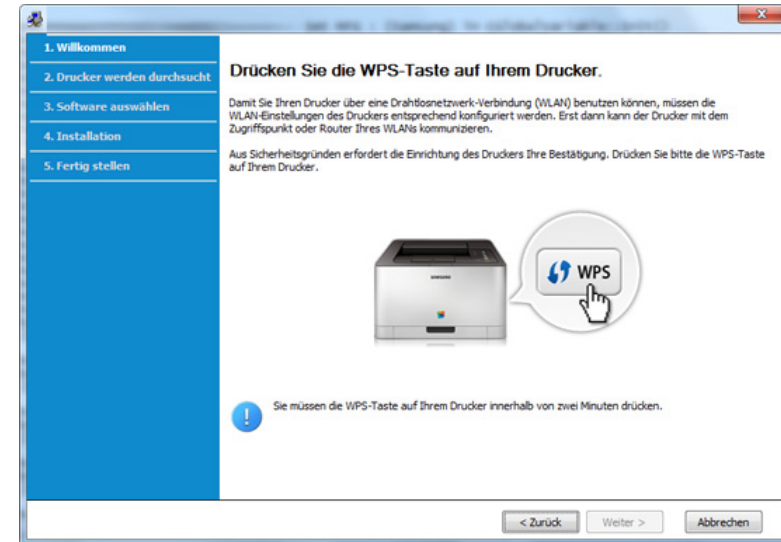 1. Willkommen
2. Drucker werden durchsucht
3. Software auswählen
4. Installation
5. Fertig stellen
Drücken Sie die WPS-Taste auf Ihrem Drucker.
Damit Sie Ihren Drucker über eine Drahtlosnetzwerk-Verbindung (WLAN) benutzen können, müssen die
WLAN-Einstellungen des Druckers entsprechend konfiguriert werden. Erst dann kann der Drucker mit dem
Zugriffspunkt oder Router Ihres WLANs kommunizieren.
Aus Sicherheitsgründen erfordert die Einrichtung des Druckers Ihre Bestätigung. Drücken Sie bitte die WPS-Taste
auf Ihrem Drucker.
SAMSUNG
WPS
Sie müssen die WPS-Taste auf Ihrem Drucker innerhalb von zwei Minuten drücken.
< Zurück
Weiter >
Abbrechen